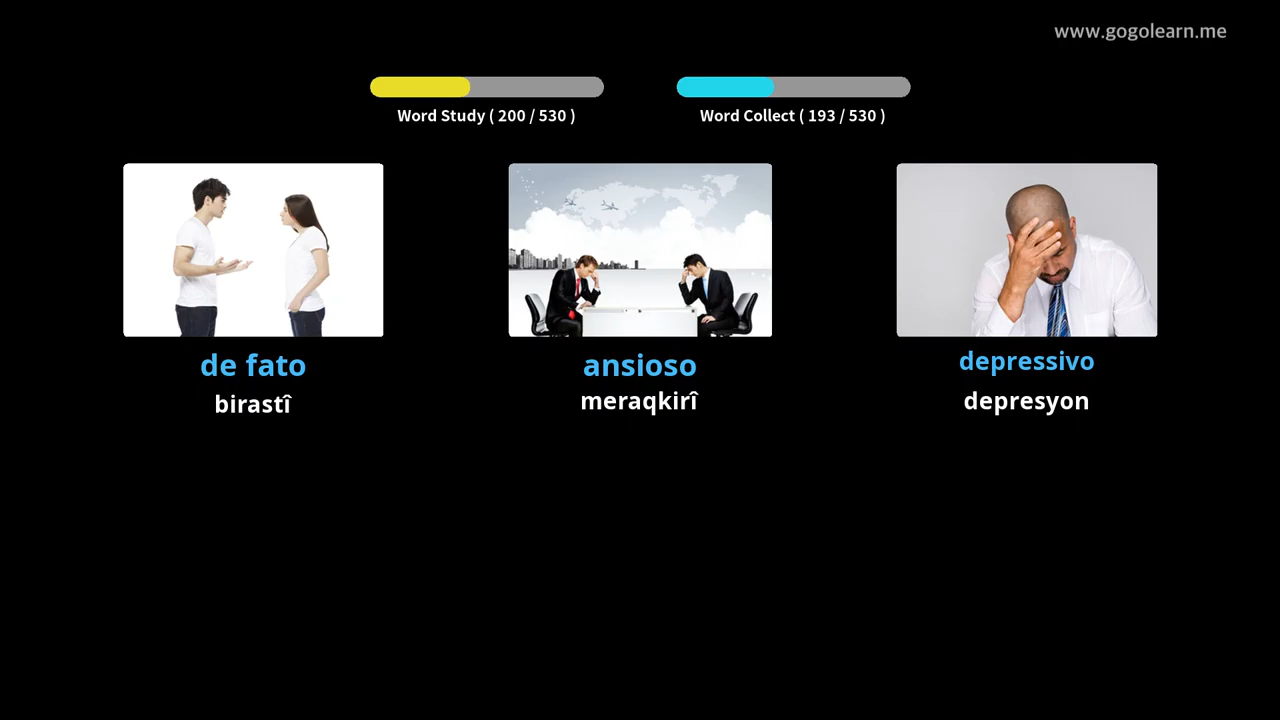 www.gogolearn.me
Word Study ( 200 / 530 )
Word Collect ( 193 / 530 )
de fato
birastî
ansioso
meraqkirî
depressivo
depresyon